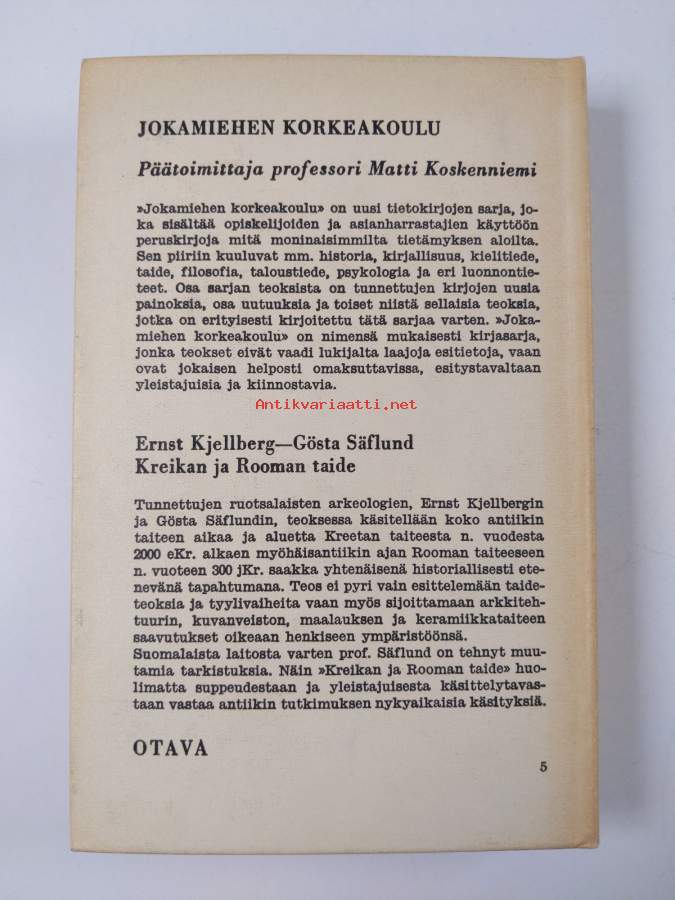 JOKAMIEHEN KORKEAKOULU
Päätoimittaja professori Matti Koskenniemi
»Jokamiehen korkeakoulu» on uusi tietokirjojen sarja, jo-
ka sisältää opiskelijoiden ja asianharrastajien käyttöön
peruskirjoja mitä moninaisimmilta tietämyksen aloilta.
Sen piiriin kuuluvat mm. historia, kirjallisuus, kielitiede,
taide, filosofia, taloustiede, psykologia ja eri luonnontie-
teet. Osa sarjan teoksista on tunnettujen kirjojen uusia
painoksia, osa uutuuksia ja toiset niistä sellaisia teoksia,
jotka on erityisesti kirjoitettu tätä sarjaa varten. »Joka-
miehen korkeakoulu» on nimensä mukaisesti kirjasarja,
jonka teokset eivät vaadi lukijalta laajoja esitietoja, vaan
ovat jokaisen helposti omaksuttavissa, esitystavaltaan
yleistajuisia ja kiinnostavia.
Antikvariaatti.net
Ernst Kjellberg—Gösta Säflund
Kreikan ja Rooman taide
Tunnettujen ruotsalaisten arkeologien, Ernst Kjellbergin
ja Gösta Säflundin, teoksessa käsitellään koko antiikin
taiteen aikaa ja aluetta Kreetan taiteesta n. vuodesta
2000 eKr. alkaen myöhäisantiikin ajan Rooman taiteeseen
n. vuoteen 300 jKr. saakka yhtenäisenä historiallisesti ete-
nevänä tapahtumana. Teos ei pyri vain esittelemään taide-
teoksia ja tyylivaiheita vaan myös sijoittamaan arkkiteh-
tuurin, kuvanveiston, maalauksen ja keramiikkataiteen
saavutukset oikeaan henkiseen ympäristöönsä.
Suomalaista laitosta varten prof. Säflund on tehnyt muu-
tamia tarkistuksia. Näin »Kreikan ja Rooman taide» huo-
limatta suppeudestaan ja yleistajuisesta käsittelytavas-
taan vastaa antiikin tutkimuksen nykyaikaisia käsityksiä.
OTAVA
5